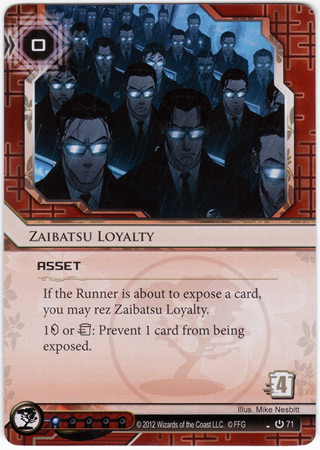 0
ZAIBATSU LOYALTY
ASSET
If the Runner is about to expose a card,
you may rez Zaibatsu Loyalty.
1 or : Prevent 1 card from being
exposed.
4
Illus. Mike Nesbitt
© 2012 Wizards of the Coast LLC. © FFG 71